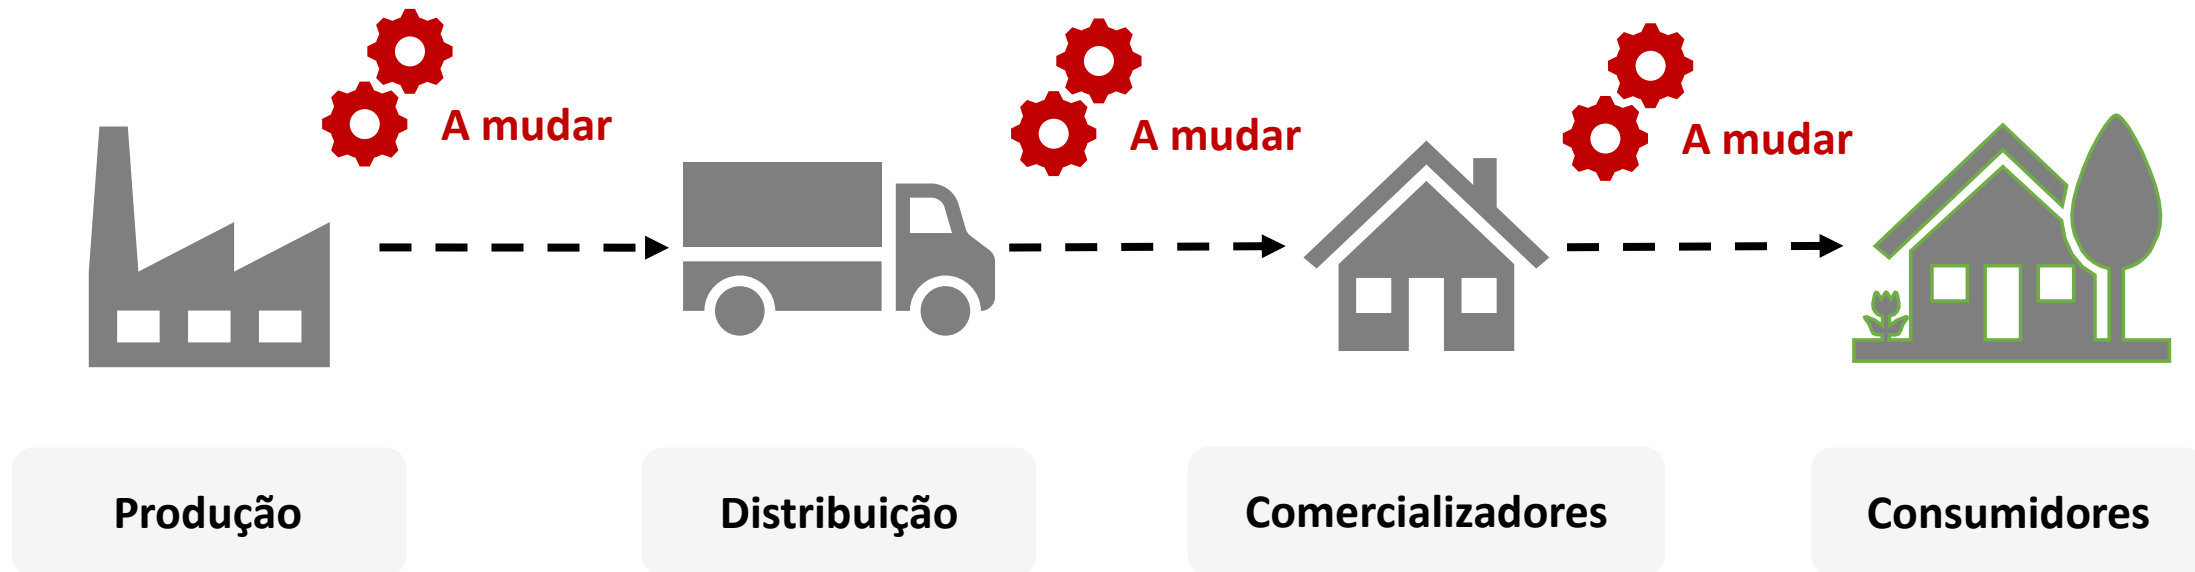 A mudar
A mudar
A mudar
Produção
Distribuição
Comercializadores
Consumidores